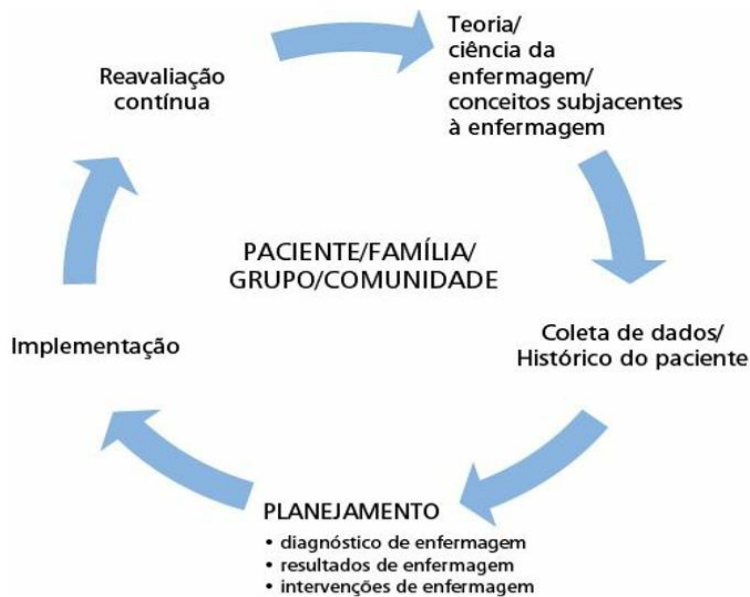 Teoria/
ciência da
enfermagem/
conceitos subjacentes
à enfermagem
Reavaliação
contínua
PACIENTE/FAMÍLIA/
GRUPO/COMUNIDADE
Coleta de dados/
Histórico do paciente
Implementação
PLANEJAMENTO
• diagnóstico de enfermagem
• resultados de enfermagem
• intervenções de enfermagem